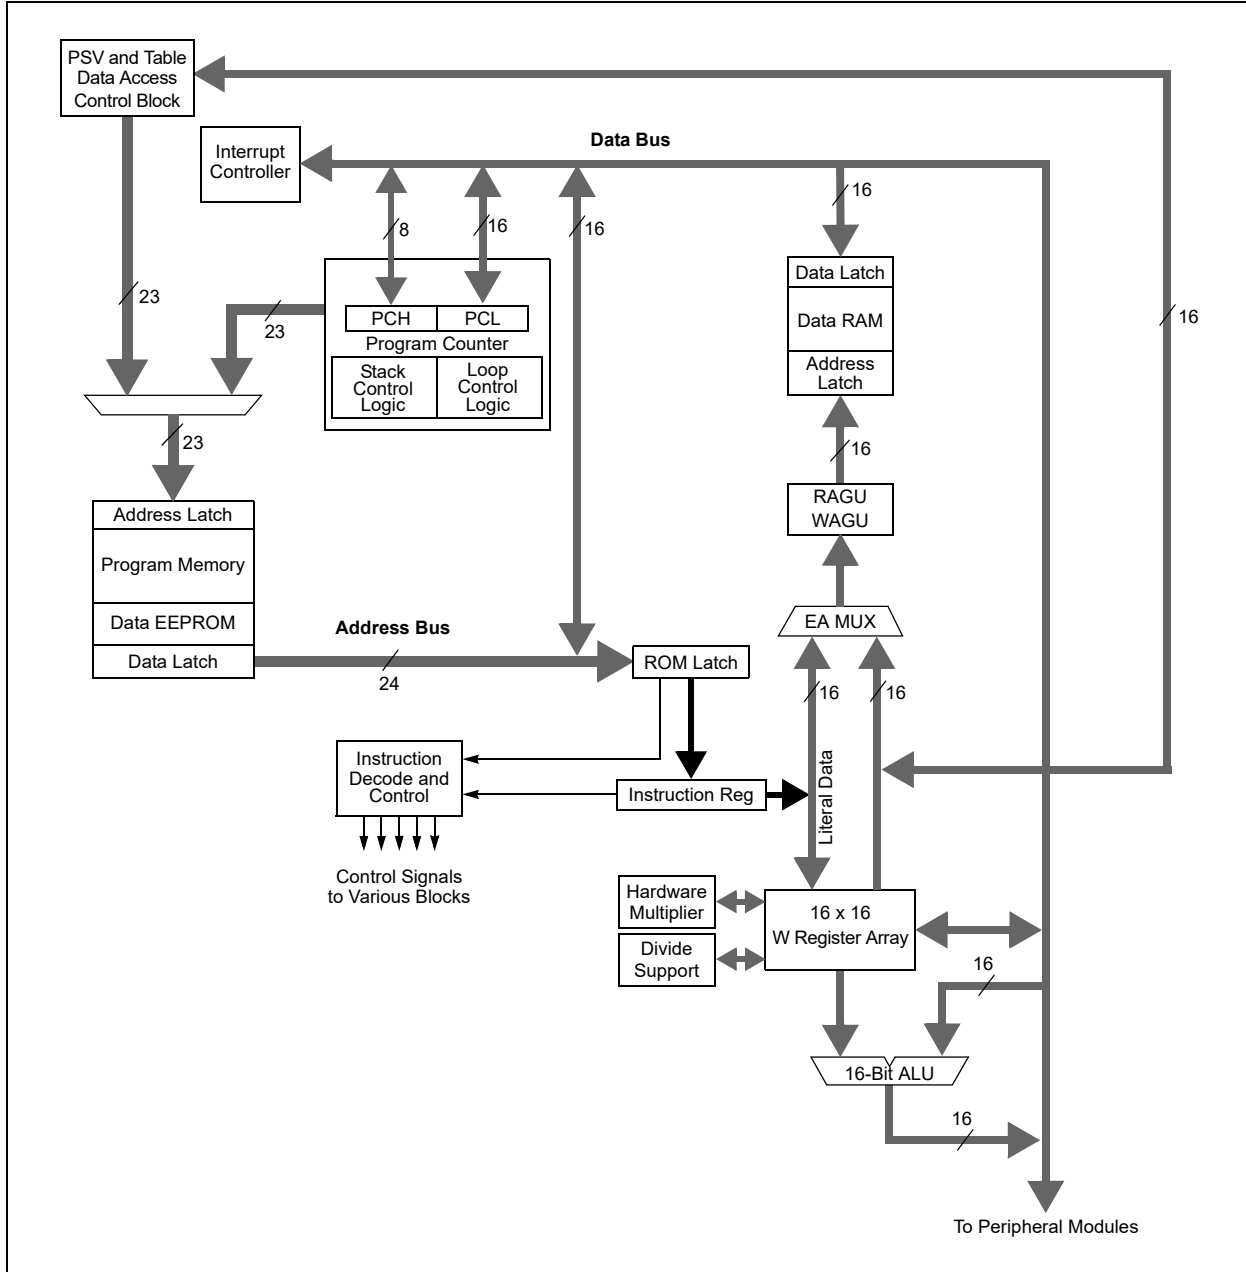 PSV and Table
Data Access
Control Block
Interrupt
Controller
Data Bus
8
16
16
16
23
23
PCH
PCL
Program Counter
Stack
Control
Logic
Loop
Control
Logic
Data Latch
Data RAM
Address
Latch
16
23
16
Address Latch
Program Memory
Data EEPROM
Data Latch
RAGU
WAGU
EA MUX
Address Bus
24
ROM Latch
16
16
Instruction
Decode and
Control
Instruction Reg
Literal Data
Control Signals
to Various Blocks
Hardware
Multiplier
Divide
Support
16 x 16
W Register Array
16
16-Bit ALU
16
To Peripheral Modules